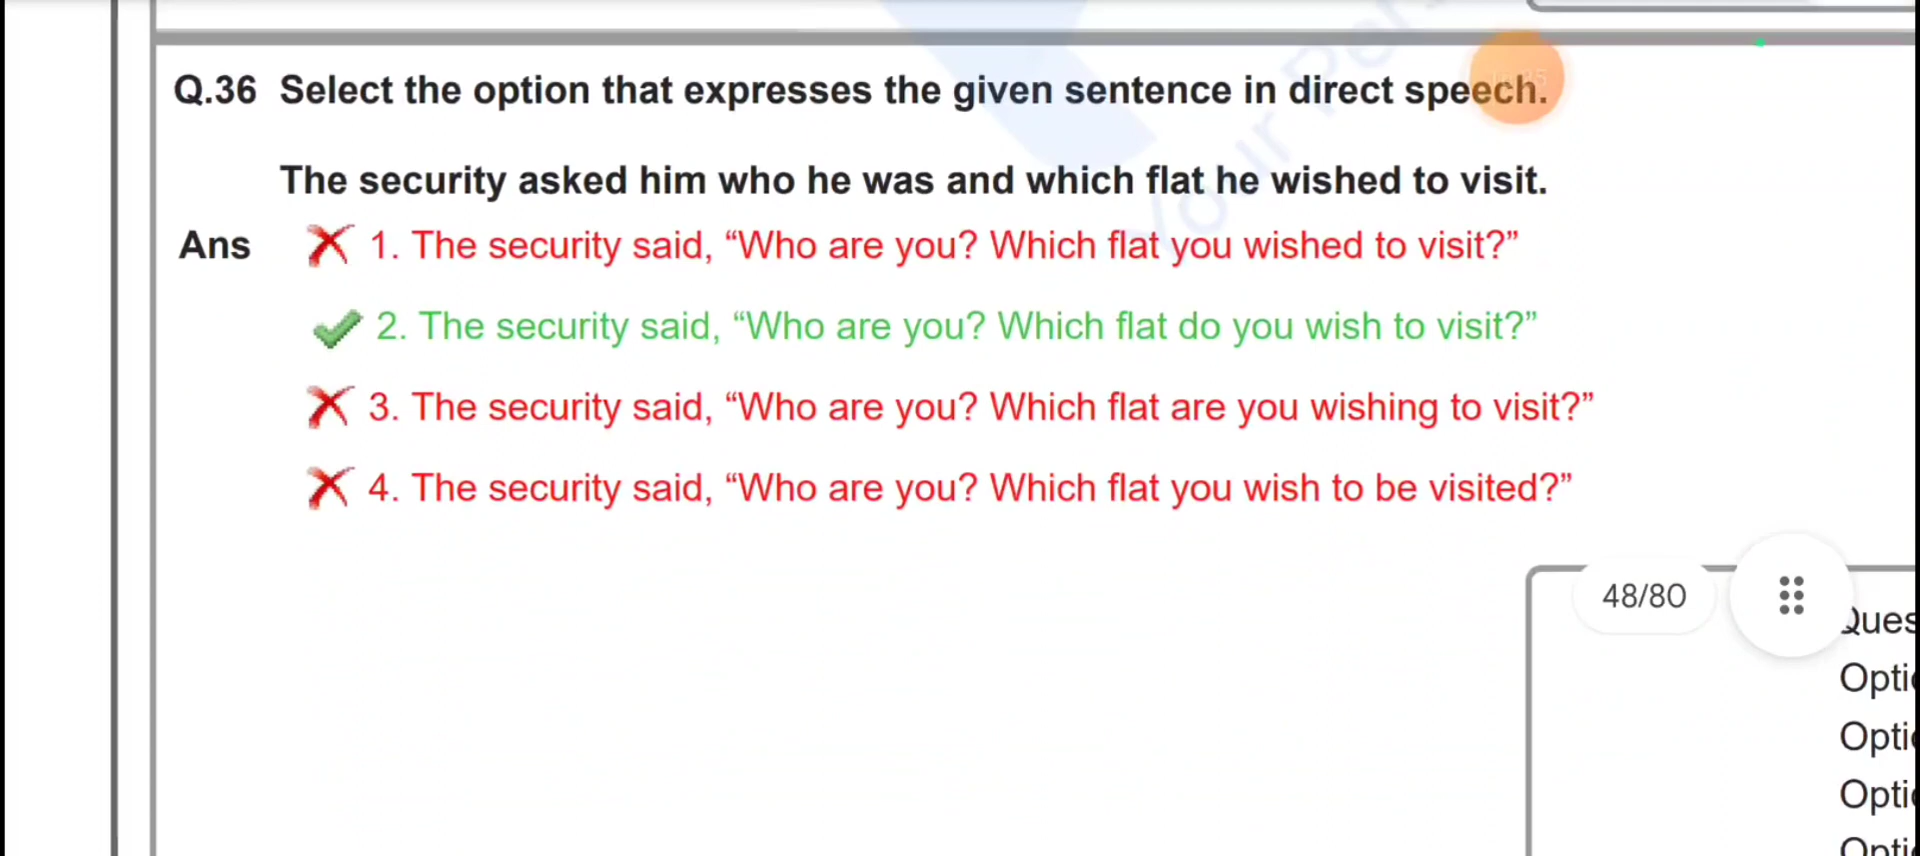 Q.36 Select the option that expresses the given sentence in direct speech.
The security asked him who he was and which flat he wished to visit.
Ans 1. The security said, “Who are you? Which flat you wished to visit?”
2. The security said, “Who are you? Which flat do you wish to visit?”
3. The security said, “Who are you? Which flat are you wishing to visit?”
4. The security said, “Who are you? Which flat you wish to be visited?”
48/80